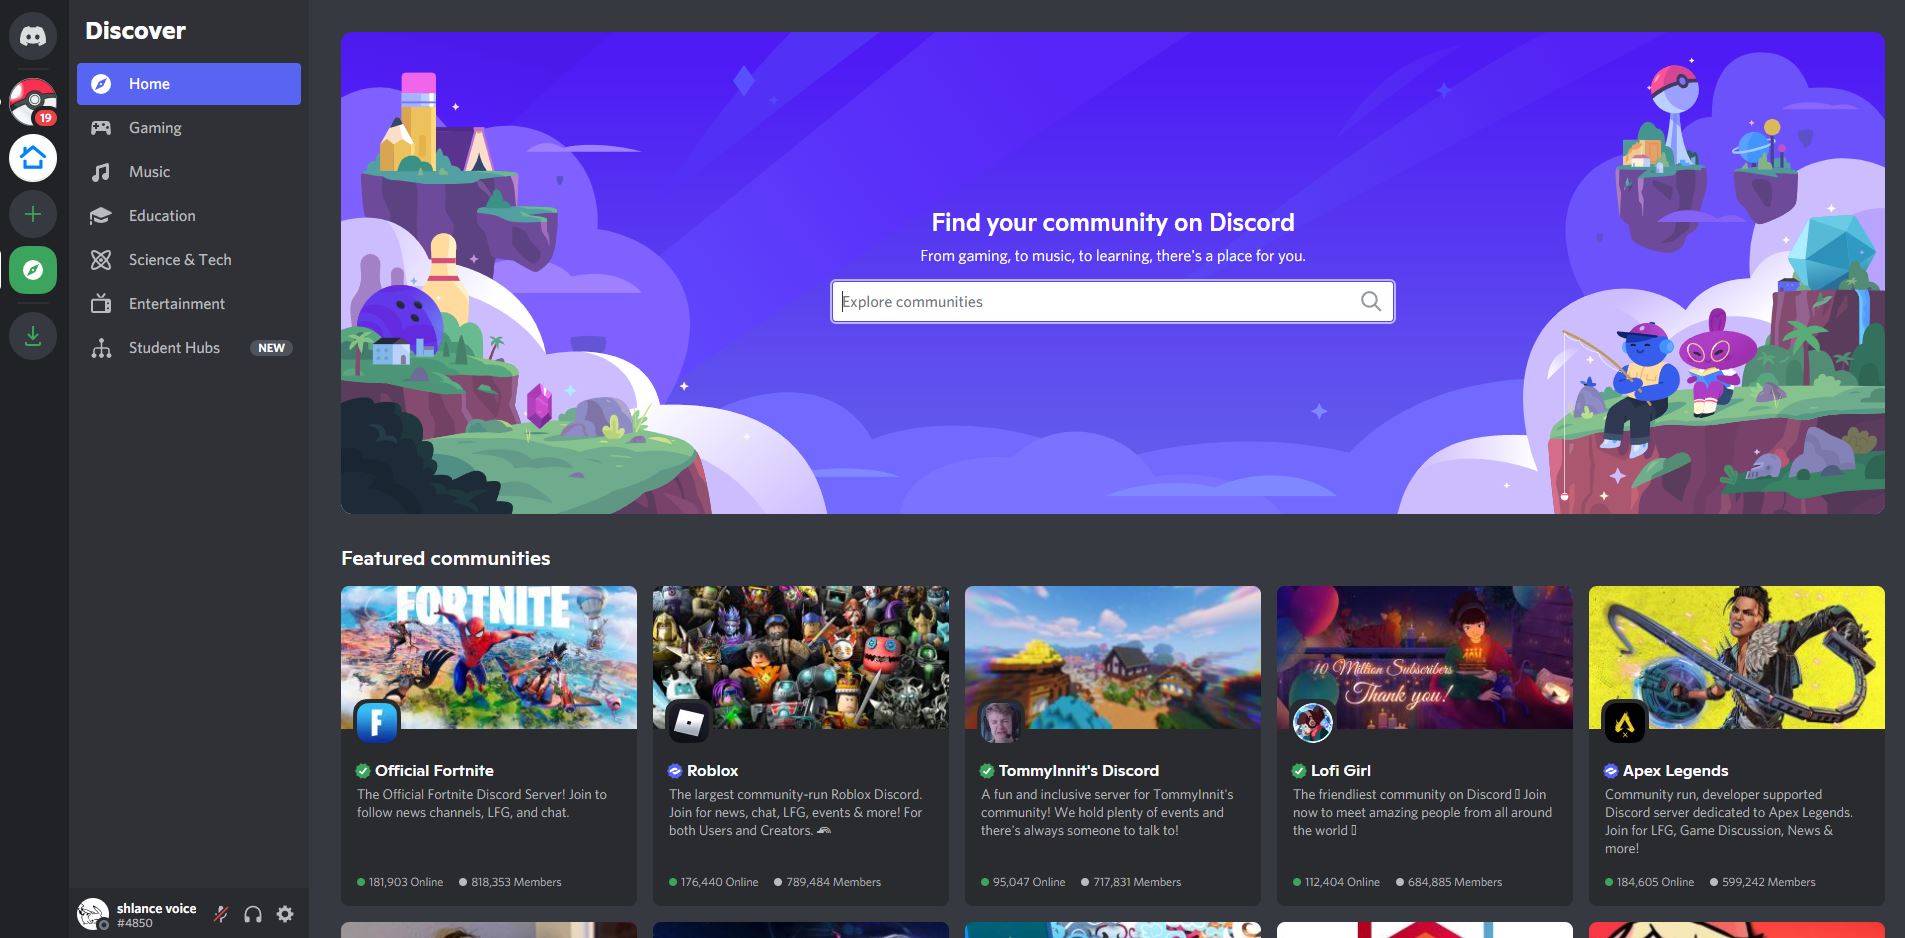 Discover
19
Home
Gaming
Music
Education
Science & Tech
Entertainment
Student Hubs NEW
shlance voice
#4850
Find your community on Discord
From gaming, to music, to learning, there's a place for you.
Explore communities
Featured communities
FORTNITE
F
Official Fortnite
The Official Fortnite Discord Server! Join to
follow news channels, LFG, and chat.
181,903 Online 818,353 Members
Roblox
The largest community-run Roblox Discord.
Join for news, chat, LFG, events & more! For
both Users and Creators.
176,440 Online 789,484 Members
TommyInnit's Discord
A fun and inclusive server for TommyInnit's
community! We hold plenty of events and
there's always someone to talk to!
95,047 Online 717,831 Members
10 Million Subscribers
Thank you!
Lofi Girl
The friendliest community on Discord ▯ Join
now to meet amazing people from all around
the world ▯
112,404 Online 684,885 Members
Apex Legends
Community run, developer supported
Discord server dedicated to Apex Legends.
Join for LFG, Game Discussion, News &
more!
184,605 Online 599,242 Members